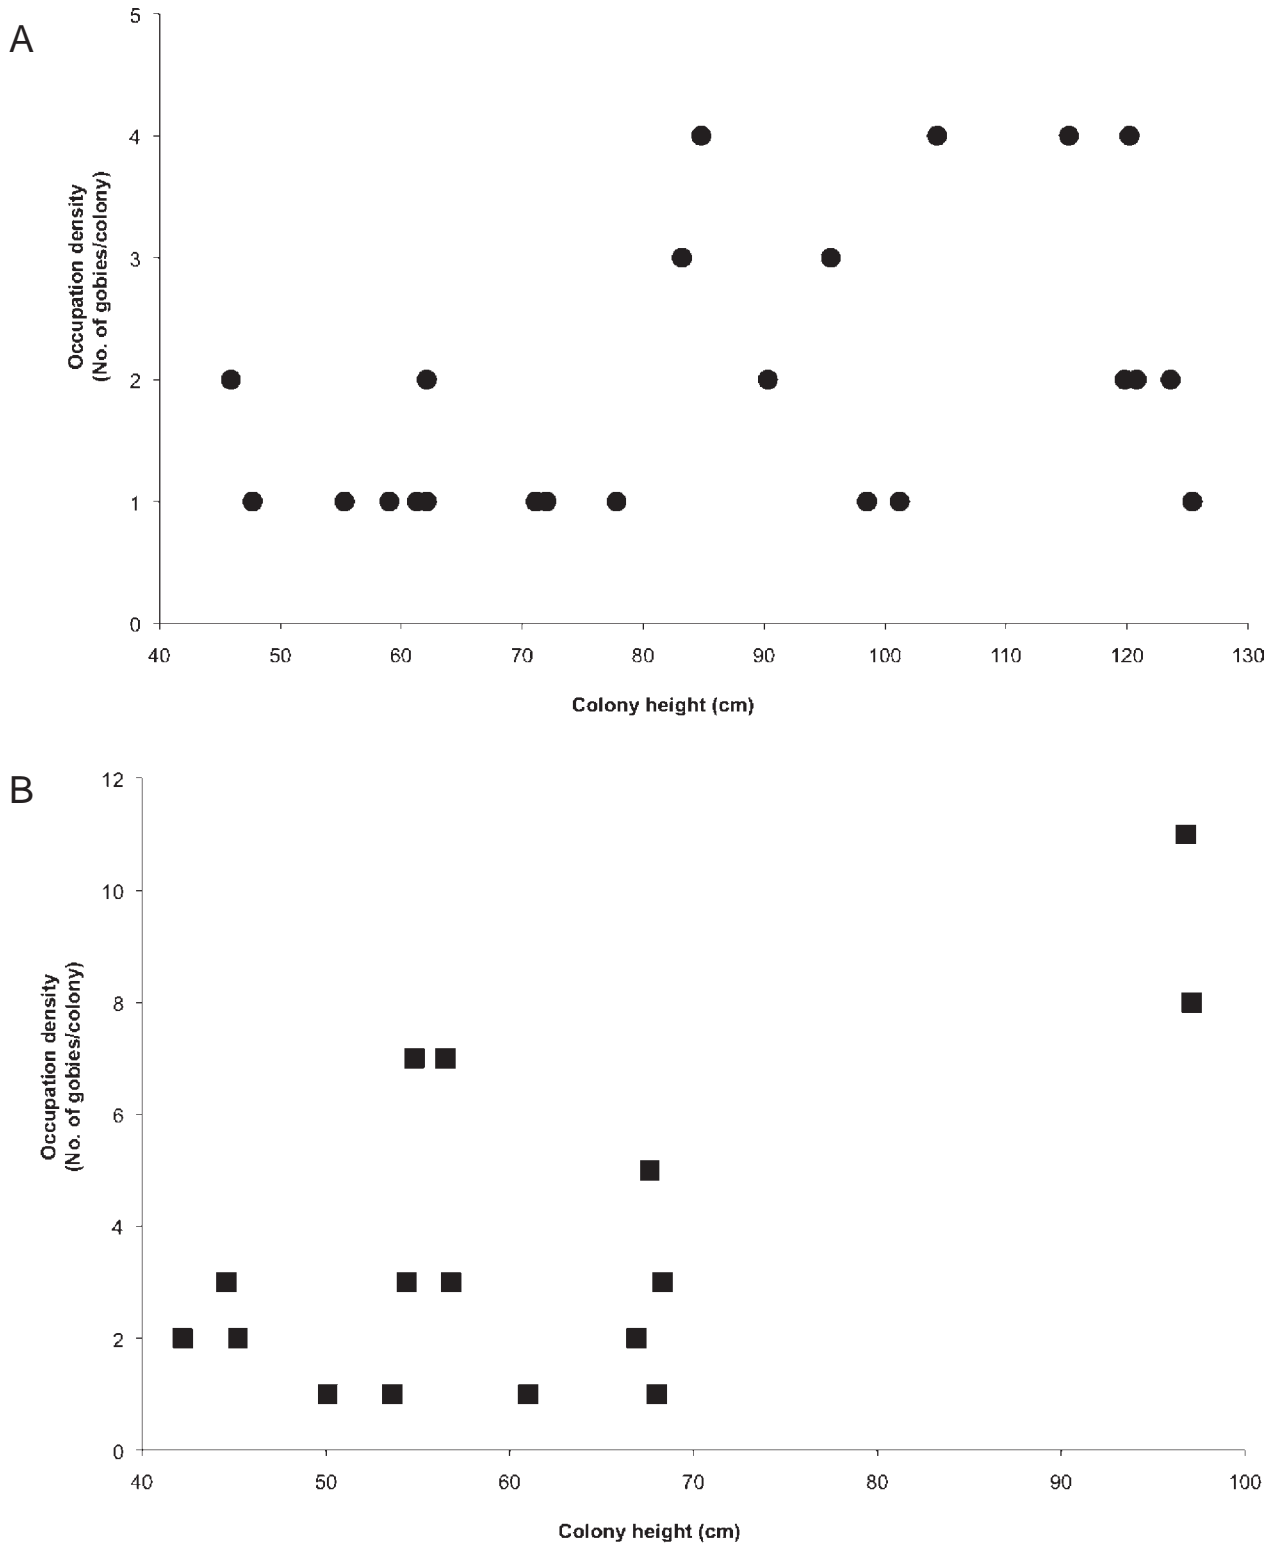 A
5
4
3
2
1
0
Occupation density
(No. of gobies/colony)
40 50 60 70 80 90 100 110 120 130
Colony height (cm)
B
12
10
8
6
4
2
0
Occupation density
(No. of gobies/colony)
40 50 60 70 80 90 100
Colony height (cm)